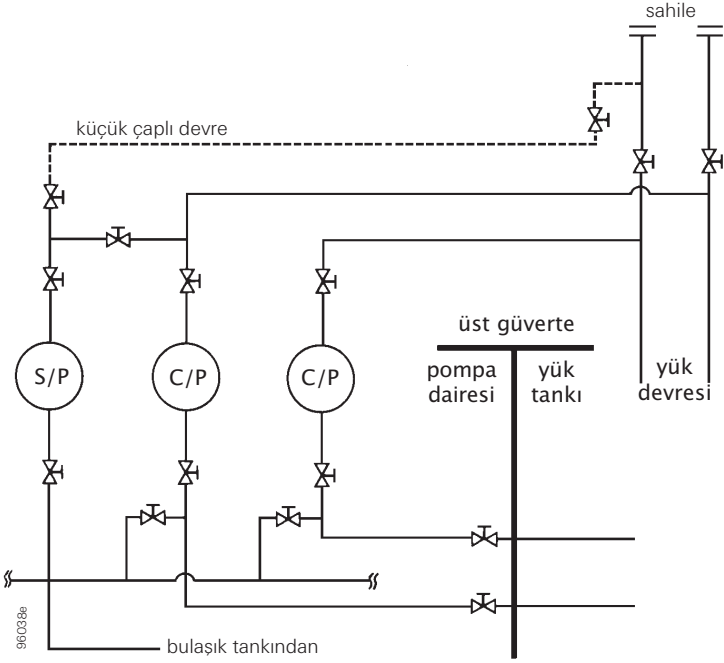 sahile
küçük çaplı devre
üst güverte
S/P
C/P
C/P
pompa
dairesi
yük
tankı
yük
devresi
96038e
bulaşık tankından